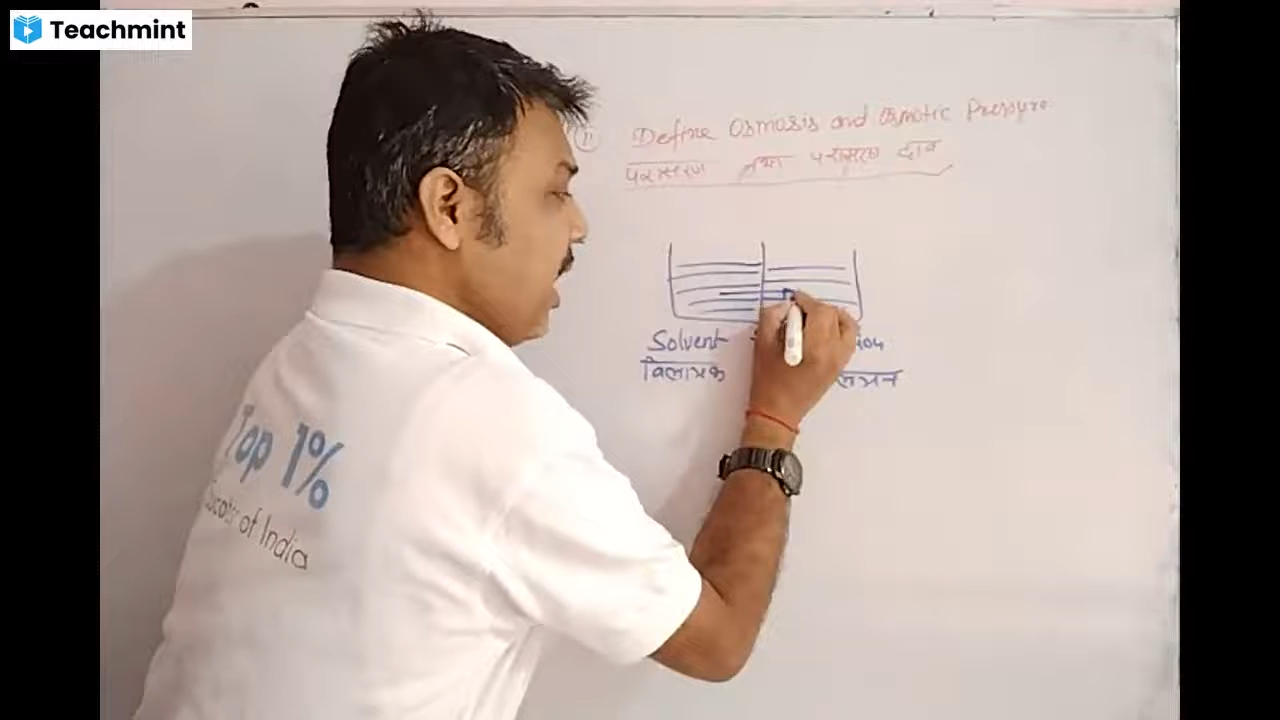 Teachmint
Define Osmosis and Osmotic Pressure
परासरण तथा परासरण दाब
Solvent
विलायक
Top 1%
of India